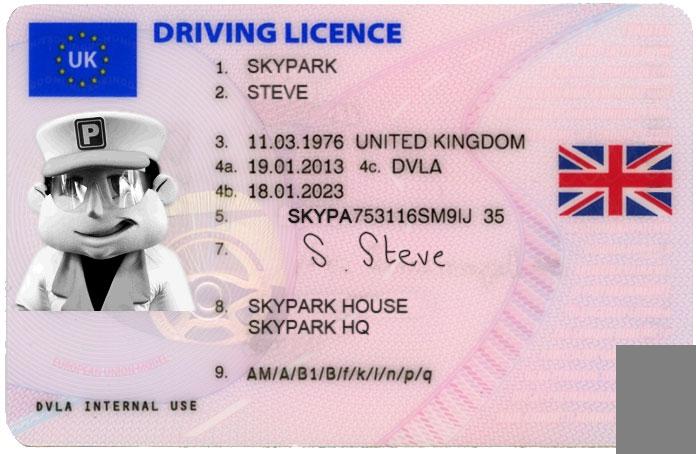 UK
DRIVING LICENCE
1. SKYPARK
2. STEVE
3. 11.03.1976 UNITED KINGDOM
4a. 19.01.2013 4c. DVLA
4b. 18.01.2023
5. SKYPA753116SM9IJ 35
7. S. Steve
8. SKYPARK HOUSE
SKYPARK HQ
9. AM/A/B1/B/f/k/l/n/p/q
P
EUROPEAN UNION MODEL
DVLA INTERNAL USE